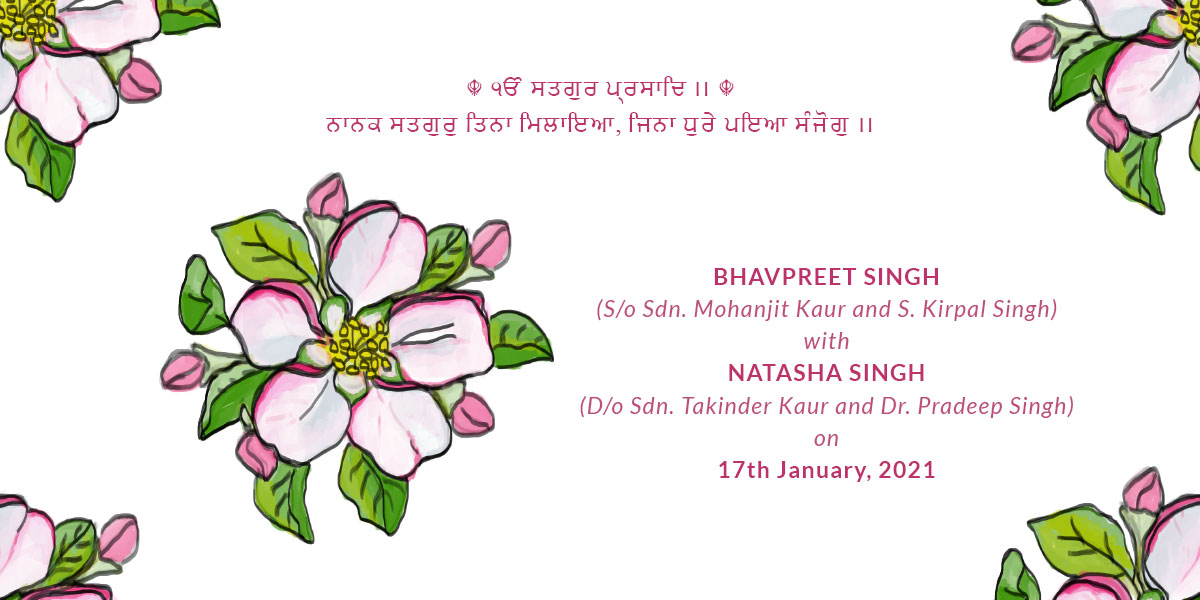 ☬ ੴ ਸਤਗੁਰ ਪ੍ਰਸਾਦਿ ।। ☬
ਨਾਨਕ ਸਤਗੁਰੁ ਤਿਨਾ ਮਿਲਾਇਆ, ਜਿਨਾ ਧੁਰੇ ਪਇਆ ਸੰਜੋਗੁ ।।
BHAVPREET SINGH
(S/o Sdn. Mohanjit Kaur and S. Kirpal Singh)
with
NATASHA SINGH
(D/o Sdn. Takinder Kaur and Dr. Pradeep Singh)
on
17th January, 2021